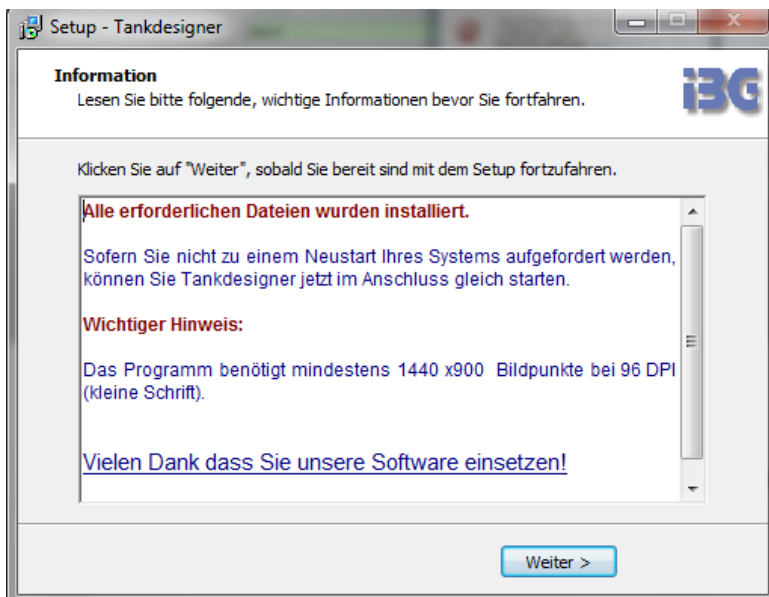 Setup - Tankdesigner
Information
Lesen Sie bitte folgende, wichtige Informationen bevor Sie fortfahren.
i3G
Klicken Sie auf "Weiter", sobald Sie bereit sind mit dem Setup fortzufahren.
Alle erforderlichen Dateien wurden installiert.
Sofern Sie nicht zu einem Neustart Ihres Systems aufgefordert werden,
können Sie Tankdesigner jetzt im Anschluss gleich starten.
Wichtiger Hinweis:
Das Programm benötigt mindestens 1440 x900 Bildpunkte bei 96 DPI
(kleine Schrift).
Vielen Dank dass Sie unsere Software einsetzen!
Weiter >